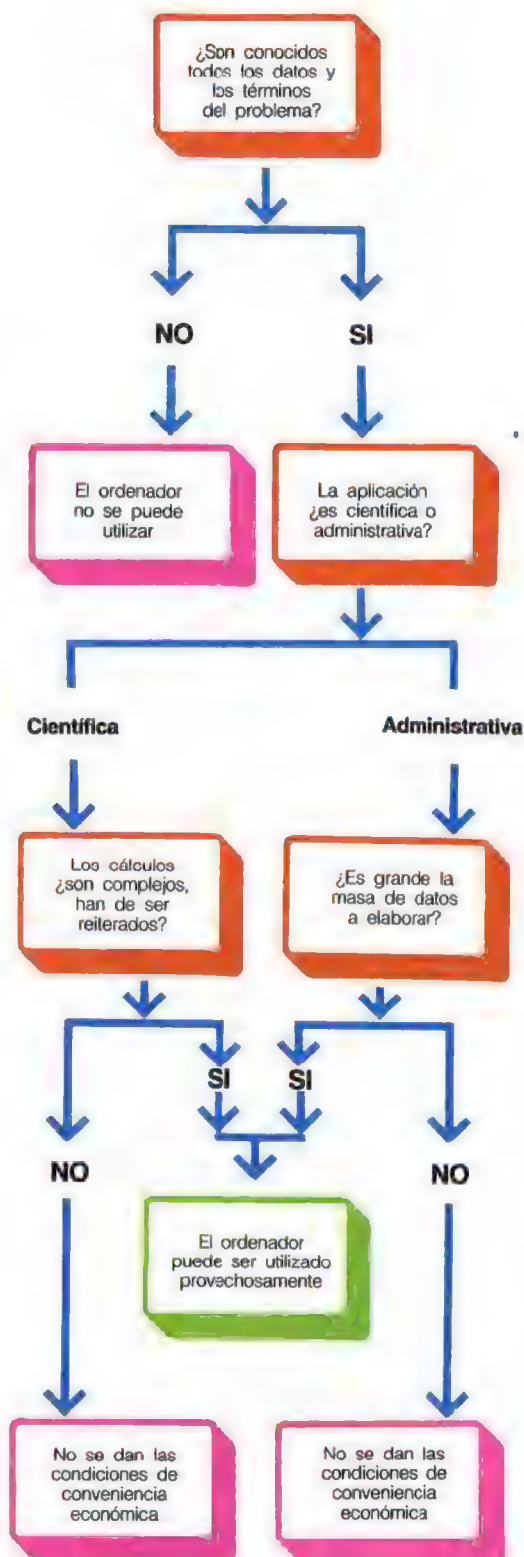 ¿Son conocidos
todos los datos y
los términos
del problema?
NO
SI
El ordenador
no se puede
utilizar
La aplicación
¿es científica o
administrativa?
Científica
Administrativa
Los cálculos
¿son complejos,
han de ser
reiterados?
¿Es grande la
masa de datos
a elaborar?
SI
SI
NO
NO
El ordenador
puede ser utilizado
provechosamente
No se dan las
condiciones de
conveniencia
económica
No se dan las
condiciones de
conveniencia
económica